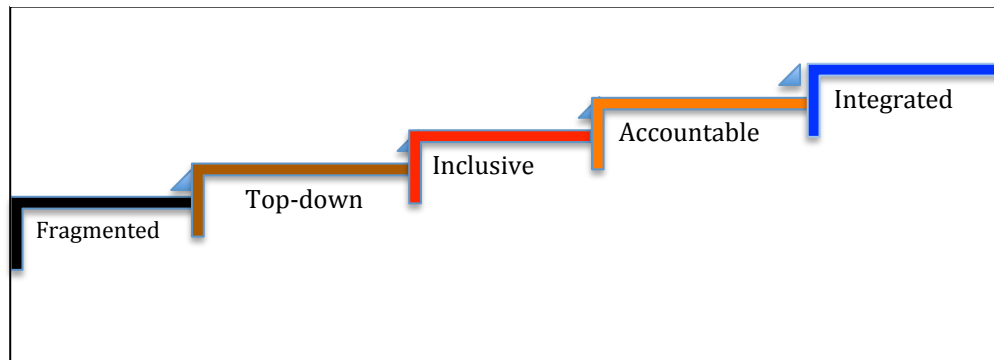 Fragmented
Top-down
Inclusive
Accountable
Integrated